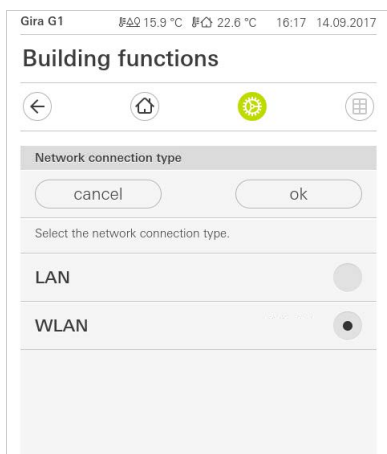 Gira G1 15.9 °C 22.6 °C 16:17 14.09.2017
Building functions
Network connection type
cancel ok
Select the network connection type.
LAN
WLAN